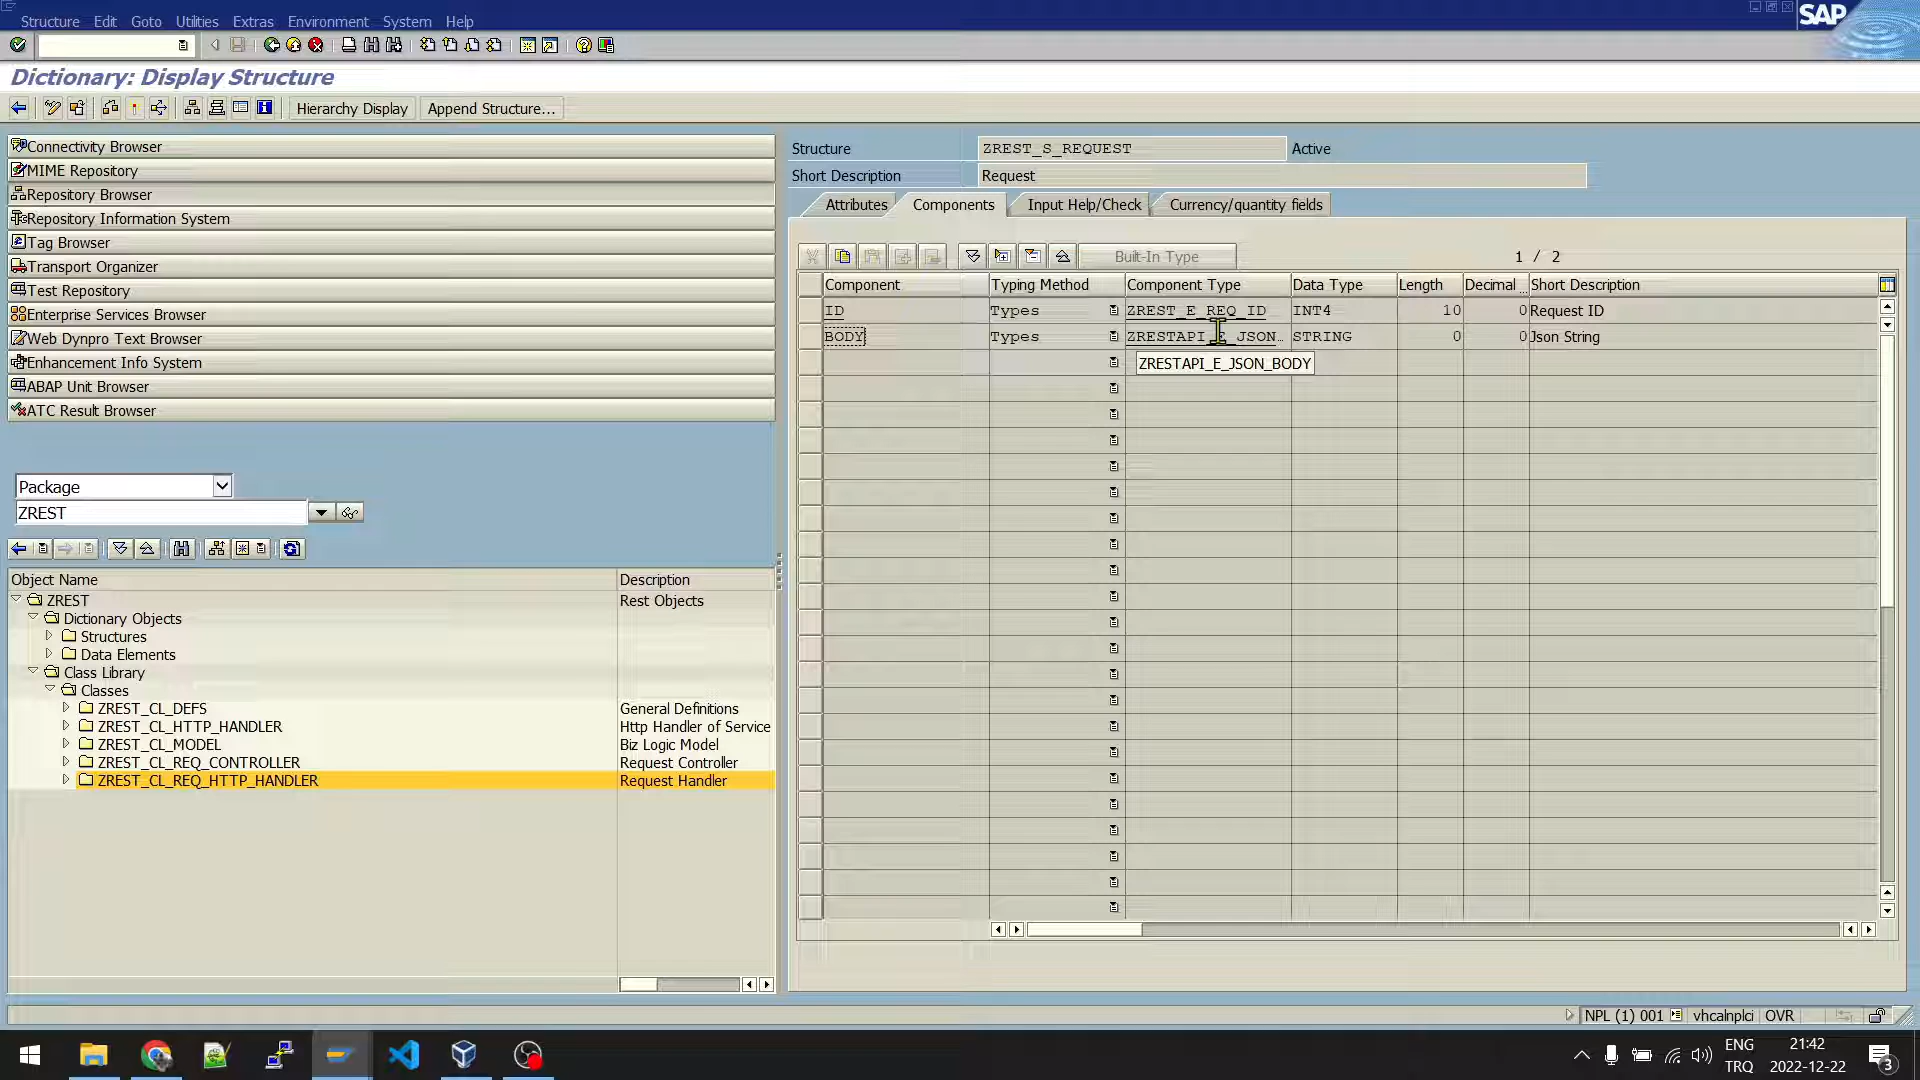 Structure Edit Goto Utilities Extras Environment System Help
SAP
Dictionary: Display Structure
Hierarchy Display Append Structure...
Connectivity Browser
MIME Repository
Repository Browser
Repository Information System
Tag Browser
Transport Organizer
Test Repository
Enterprise Services Browser
Web Dynpro Text Browser
Enhancement Info System
ABAP Unit Browser
ATC Result Browser
Package
ZREST
Object Name Description
ZREST Rest Objects
Dictionary Objects
Structures
Data Elements
Class Library
Classes
ZREST_CL_DEFS General Definitions
ZREST_CL_HTTP_HANDLER Http Handler of Service
ZREST_CL_MODEL Biz Logic Model
ZREST_CL_REQ_CONTROLLER Request Controller
ZREST_CL_REQ_HTTP_HANDLER Request Handler
Structure ZREST_S_REQUEST Active
Short Description Request
Attributes Components Input Help/Check Currency/quantity fields
Built-In Type 1 / 2
Component Typing Method Component Type Data Type Length Decimal ... Short Description
ID Types ZREST_E_REQ_ID INT4 10 0 Request ID
BODY Types ZRESTAPI_E_JSON... STRING 0 0 Json String
ZRESTAPI_E_JSON_BODY
NPL (1) 001 vhcalnplci OVR
ENG 21:42
TRQ 2022-12-22 3